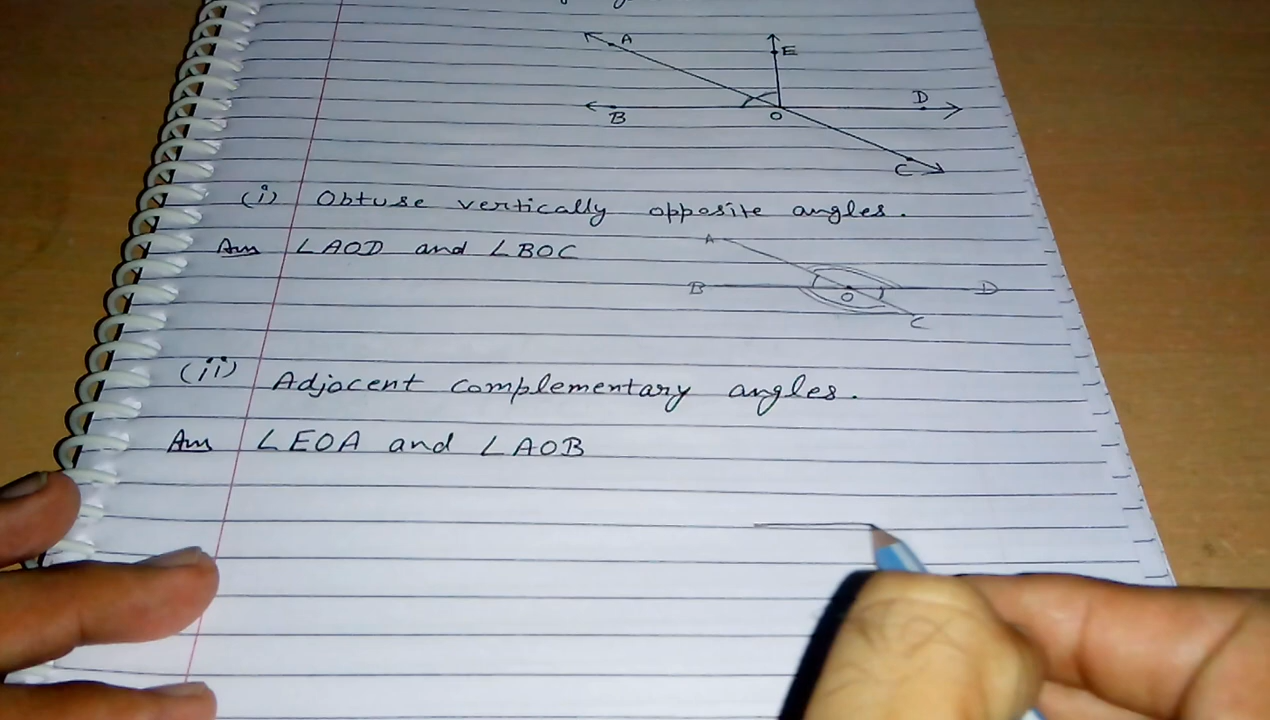 A
E
B
O
D
C
(i) Obtuse vertically opposite angles.
Ans ∠AOD and ∠BOC
A
B
O
D
C
(ii) Adjacent complementary angles.
Ans ∠EOA and ∠AOB